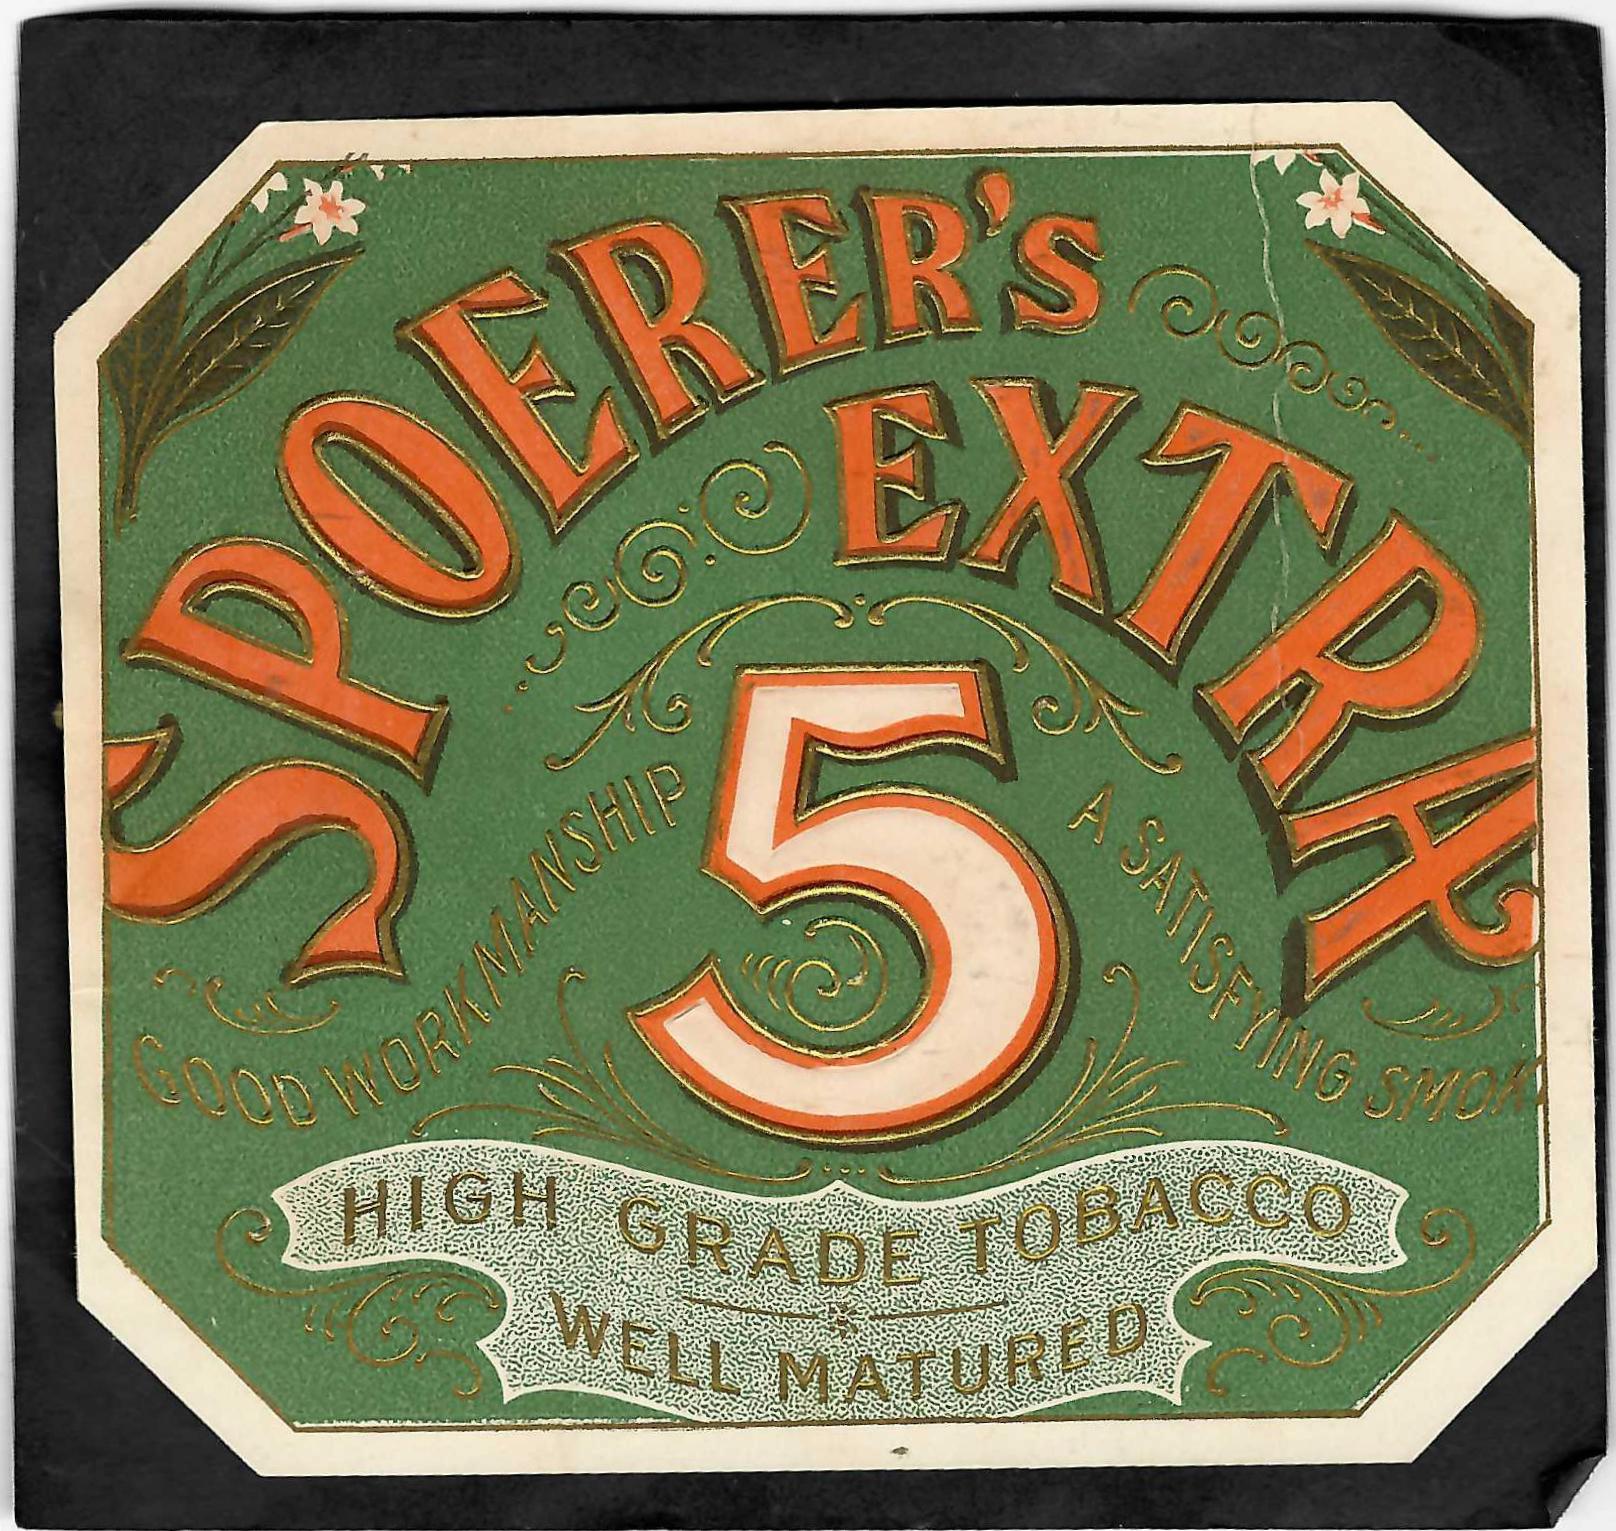 SPOERER'S
EXTRA
5
GOOD WORKMANSHIP
A SATISFYING SMOK
HIGH GRADE TOBACCO
WELL MATURED